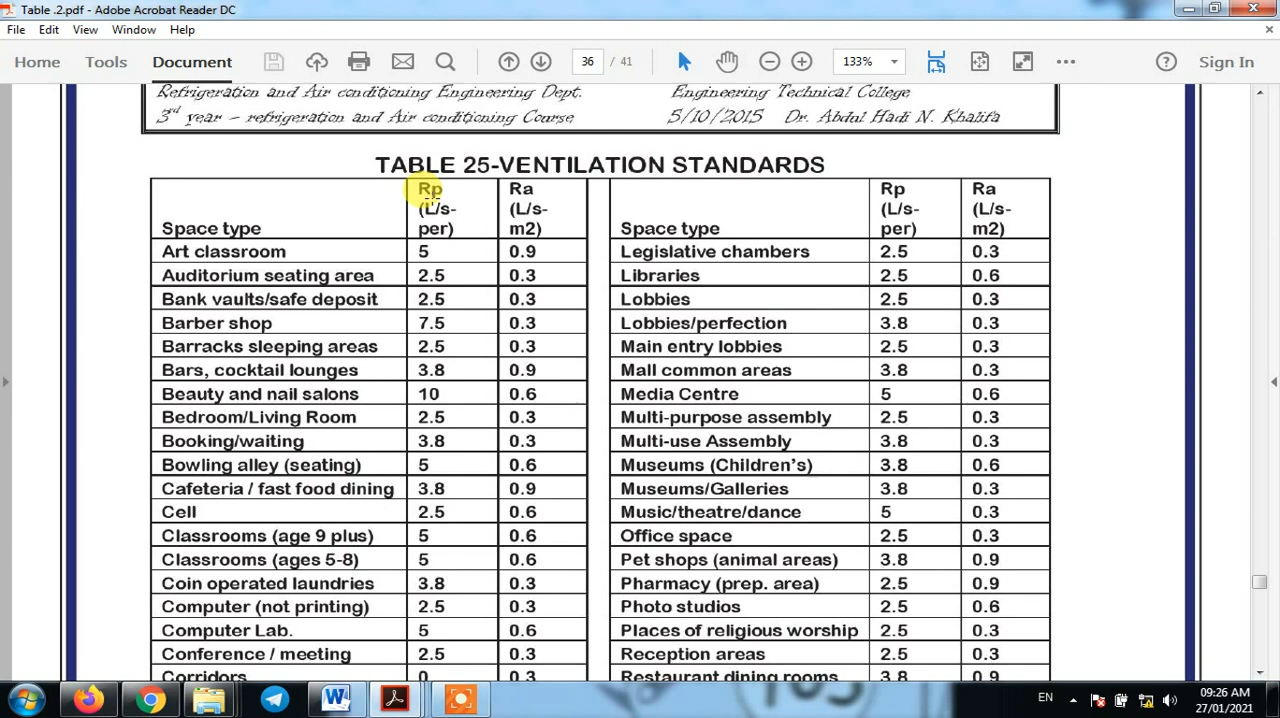 Table .2.pdf - Adobe Acrobat Reader DC
File Edit View Window Help
Home Tools Document 36 / 41 133% Sign In
Refrigeration and Air conditioning Engineering Dept. Engineering Technical College
3rd year – refrigeration and Air conditioning Course 5/10/2015 Dr. Abdul Hadi N. Khalifa
TABLE 25-VENTILATION STANDARDS
Space type Rp (L/s-per) Ra (L/s-m2) Space type Rp (L/s-per) Ra (L/s-m2)
Art classroom 5 0.9 Legislative chambers 2.5 0.3
Auditorium seating area 2.5 0.3 Libraries 2.5 0.6
Bank vaults/safe deposit 2.5 0.3 Lobbies 2.5 0.3
Barber shop 7.5 0.3 Lobbies/perfection 3.8 0.3
Barracks sleeping areas 2.5 0.3 Main entry lobbies 2.5 0.3
Bars, cocktail lounges 3.8 0.9 Mall common areas 3.8 0.3
Beauty and nail salons 10 0.6 Media Centre 5 0.6
Bedroom/Living Room 2.5 0.3 Multi-purpose assembly 2.5 0.3
Booking/waiting 3.8 0.3 Multi-use Assembly 3.8 0.3
Bowling alley (seating) 5 0.6 Museums (Children's) 3.8 0.6
Cafeteria / fast food dining 3.8 0.9 Museums/Galleries 3.8 0.3
Cell 2.5 0.6 Music/theatre/dance 5 0.3
Classrooms (age 9 plus) 5 0.6 Office space 2.5 0.3
Classrooms (ages 5-8) 5 0.6 Pet shops (animal areas) 3.8 0.9
Coin operated laundries 3.8 0.3 Pharmacy (prep. area) 2.5 0.9
Computer (not printing) 2.5 0.3 Photo studios 2.5 0.6
Computer Lab. 5 0.6 Places of religious worship 2.5 0.3
Conference / meeting 2.5 0.3 Reception areas 2.5 0.3
Corridors 0 0.3 Restaurant dining rooms 3.8 0.9
EN 09:26 AM
27/01/2021